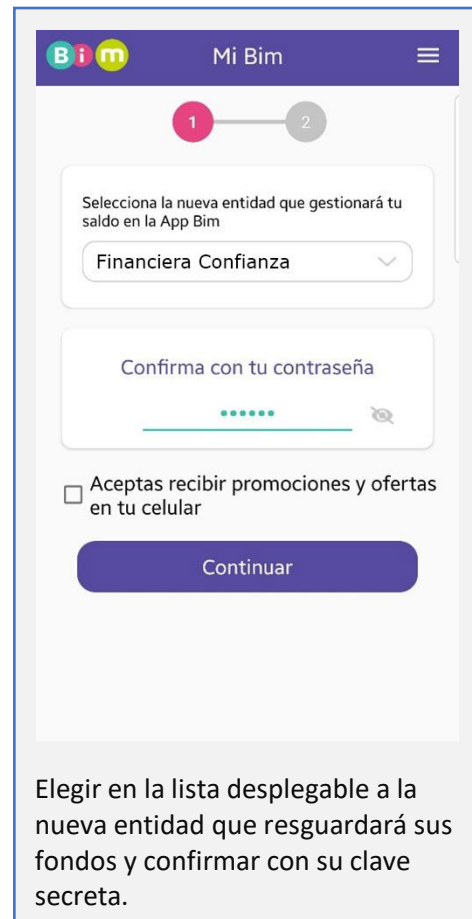 Bim Mi Bim
1 2
Selecciona la nueva entidad que gestionará tu
saldo en la App Bim
Financiera Confianza
Confirma con tu contraseña
••••••
Aceptas recibir promociones y ofertas
en tu celular
Continuar
Elegir en la lista desplegable a la
nueva entidad que resguardará sus
fondos y confirmar con su clave
secreta.